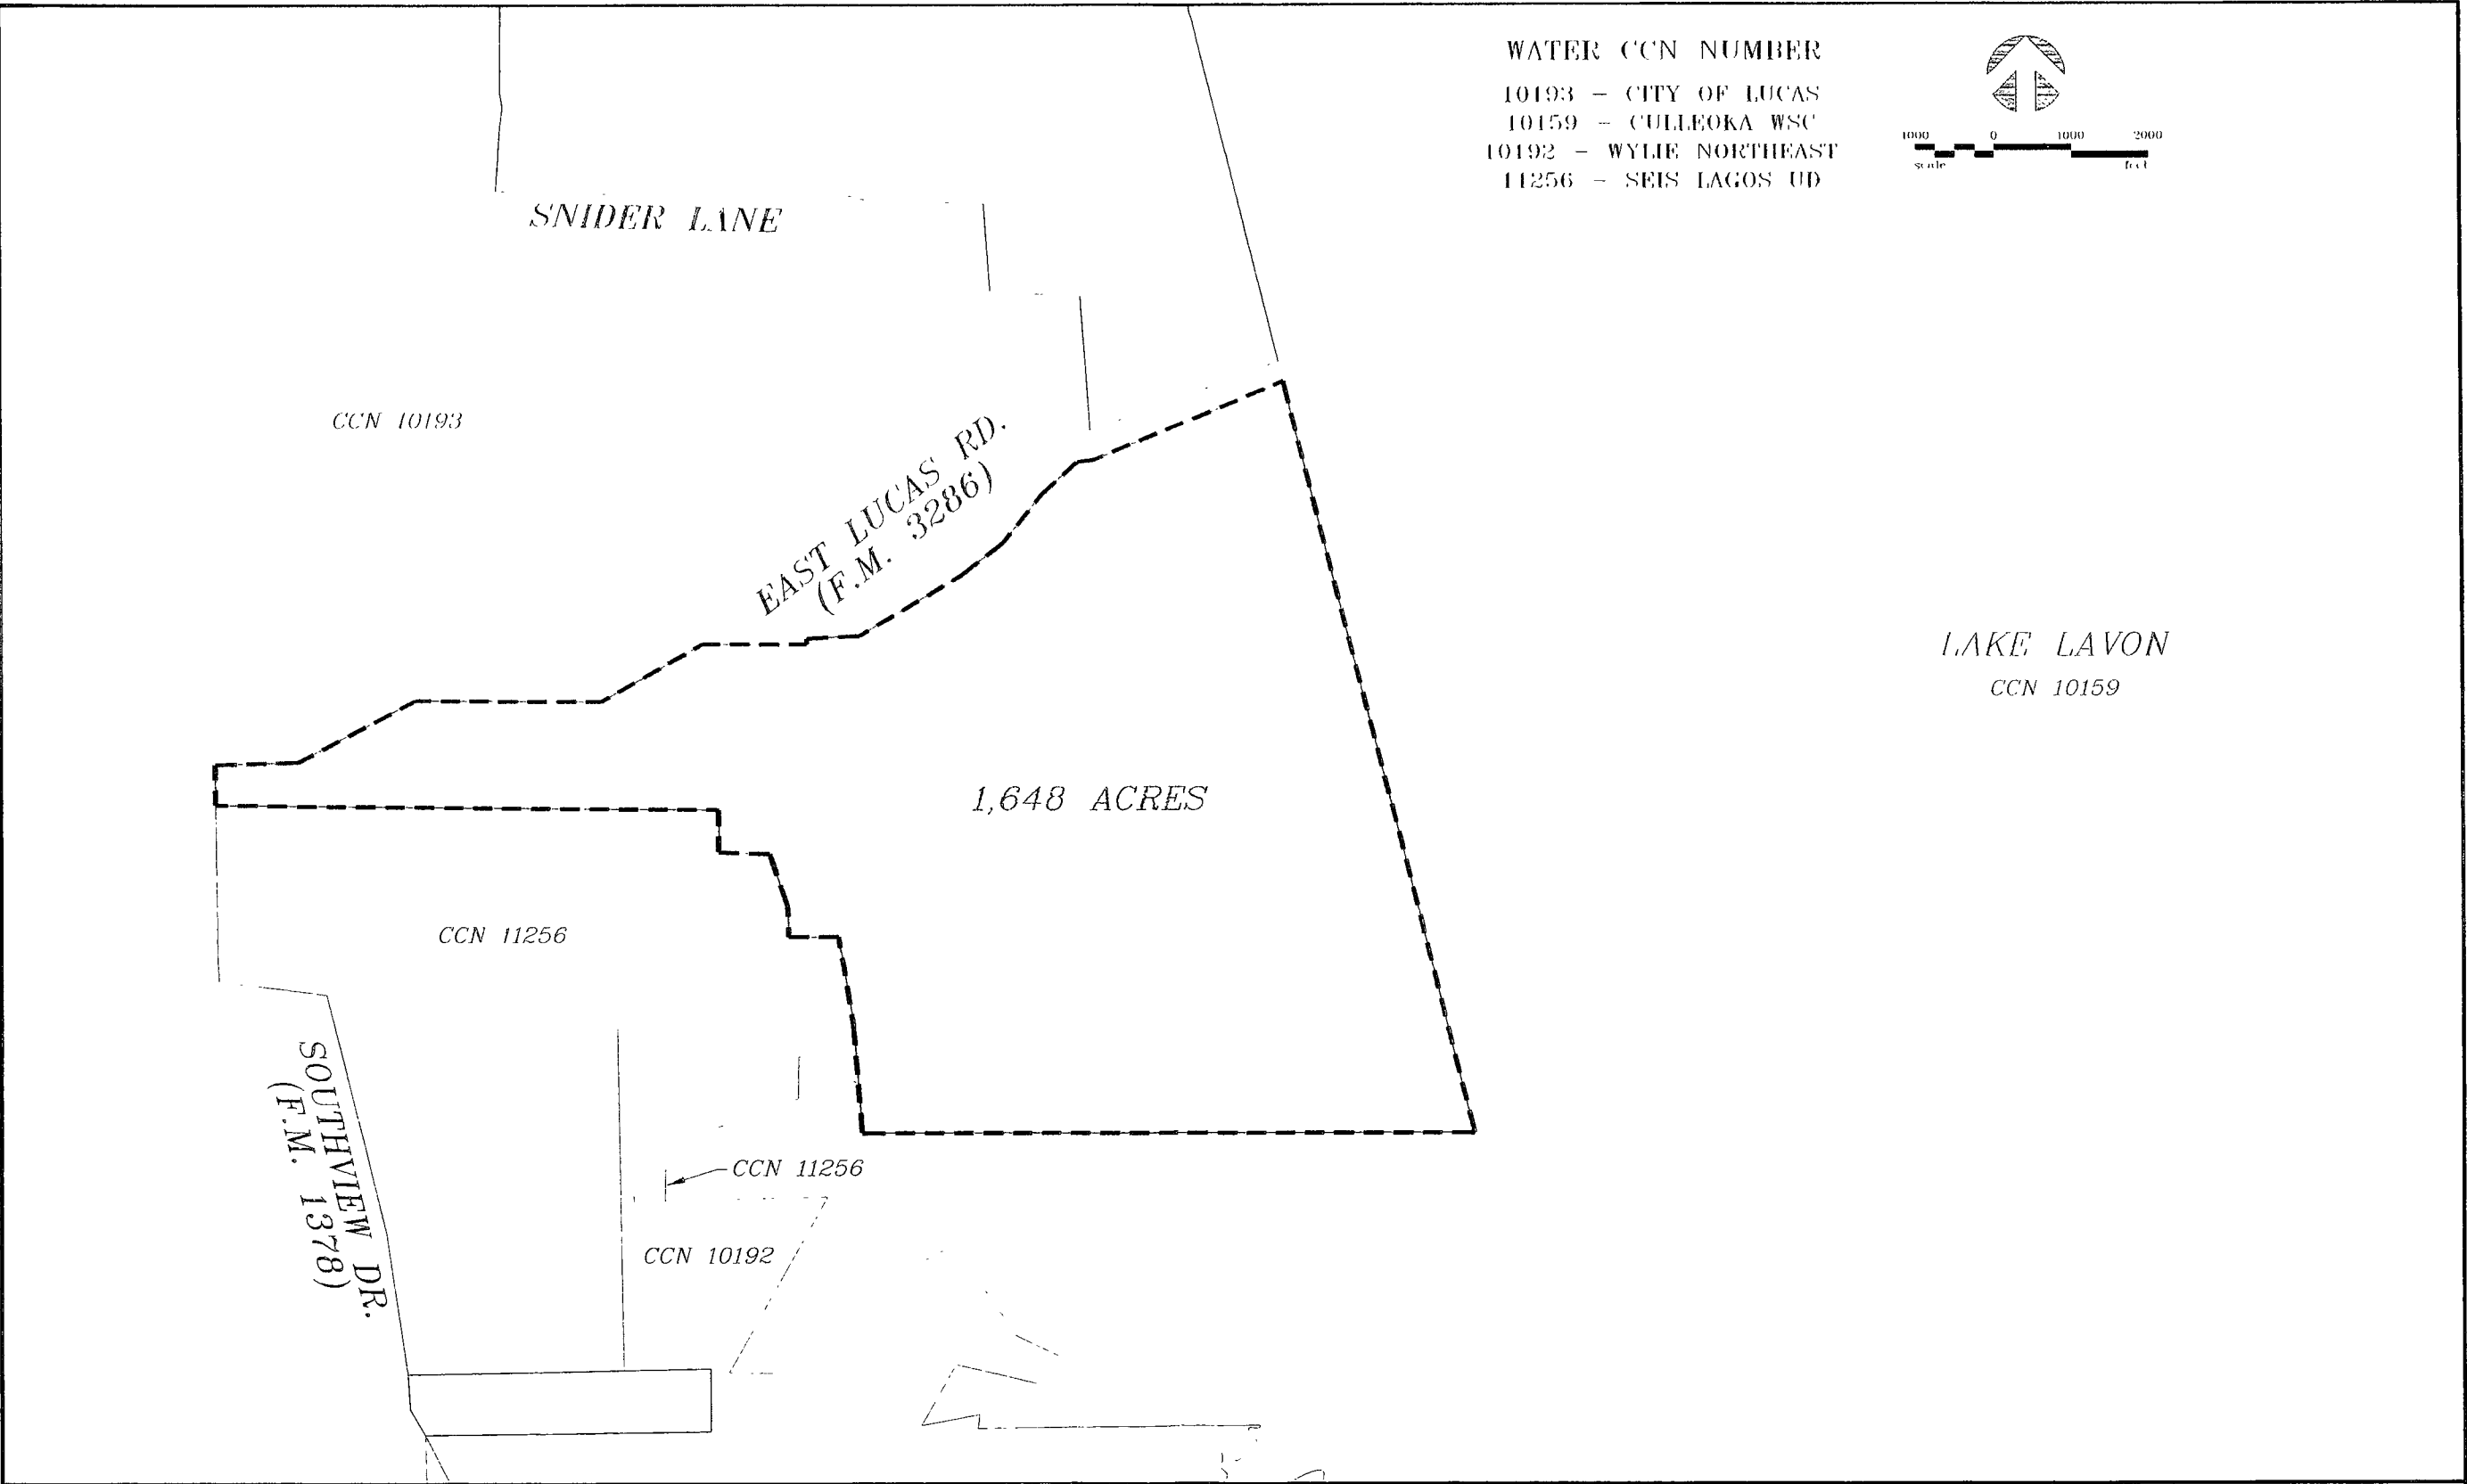 WATER CCN NUMBER
10193 - CITY OF LUCAS
10159 - CULLEOKA WSC
10192 - WYLIE NORTHEAST
11256 - SEIS LAGOS UD
1000 0 1000 2000
scale feet
SNIDER LANE
CCN 10193
EAST LUCAS RD.
(F.M. 3286)
LAKE LAVON
CCN 10159
1,648 ACRES
CCN 11256
SOUTHVIEW DR.
(F.M. 1378)
CCN 11256
CCN 10192